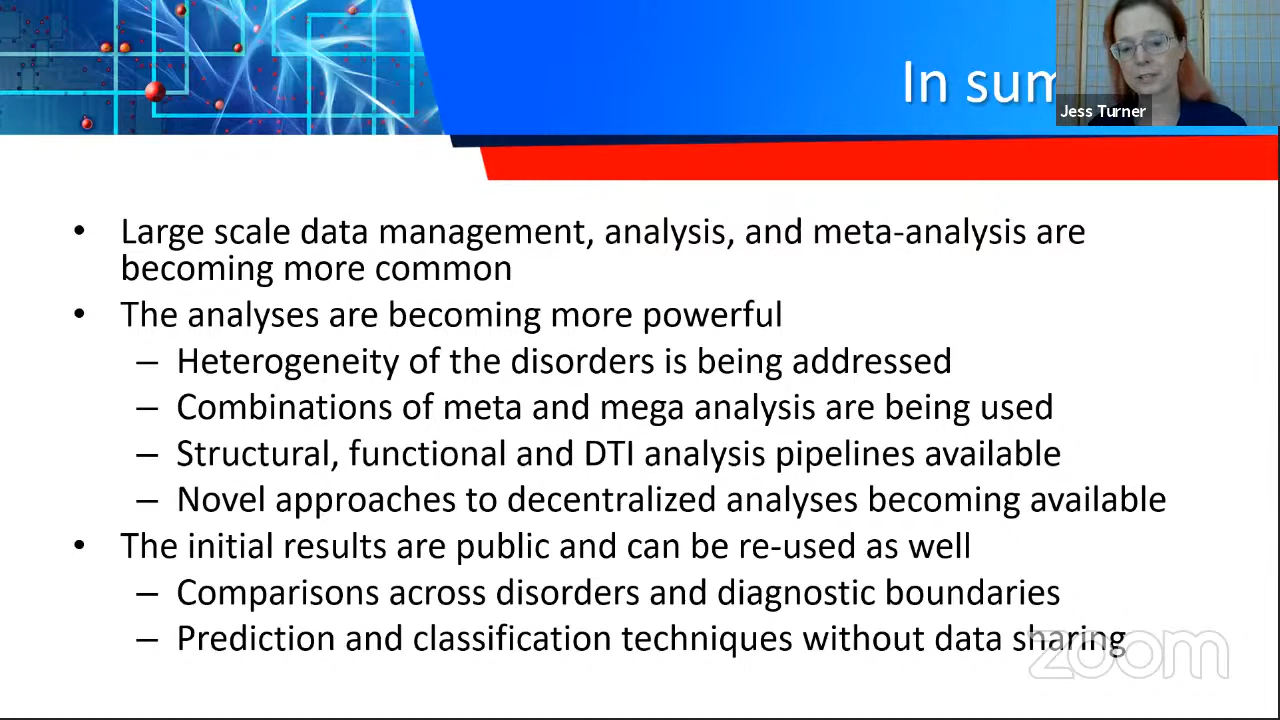 In sum
Jess Turner
• Large scale data management, analysis, and meta-analysis are
becoming more common
• The analyses are becoming more powerful
– Heterogeneity of the disorders is being addressed
– Combinations of meta and mega analysis are being used
– Structural, functional and DTI analysis pipelines available
– Novel approaches to decentralized analyses becoming available
• The initial results are public and can be re-used as well
– Comparisons across disorders and diagnostic boundaries
– Prediction and classification techniques without data sharing
zoom